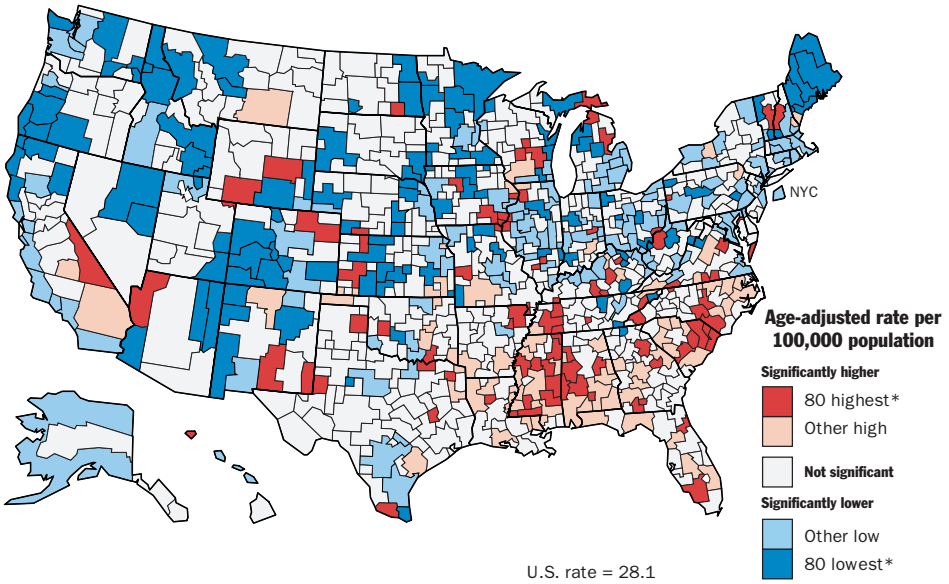 NYC
Age-adjusted rate per
100,000 population
Significantly higher
80 highest*
Other high
Not significant
Significantly lower
Other low
80 lowest*
U.S. rate = 28.1